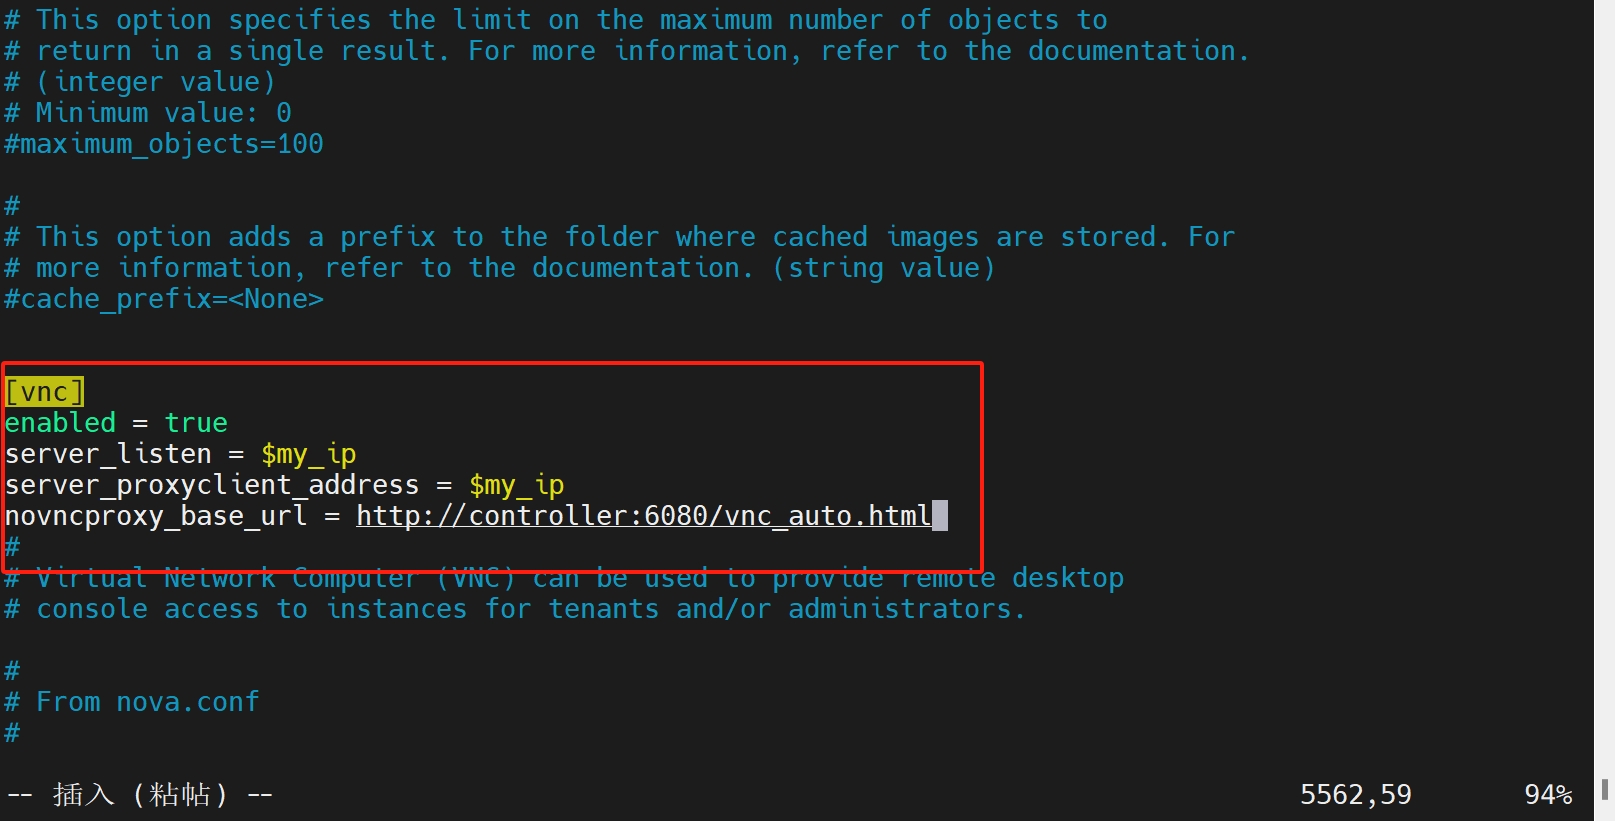 # This option specifies the limit on the maximum number of objects to
# return in a single result. For more information, refer to the documentation.
# (integer value)
# Minimum value: 0
#maximum_objects=100
#
# This option adds a prefix to the folder where cached images are stored. For
# more information, refer to the documentation. (string value)
#cache_prefix=<None>
[vnc]
enabled = true
server_listen = $my_ip
server_proxyclient_address = $my_ip
novncproxy_base_url = http://controller:6080/vnc_auto.html
#
# Virtual Network Computer (VNC) can be used to provide remote desktop
# console access to instances for tenants and/or administrators.
#
# From nova.conf
#
-- 插入 (粘帖) -- 5562,59 94%